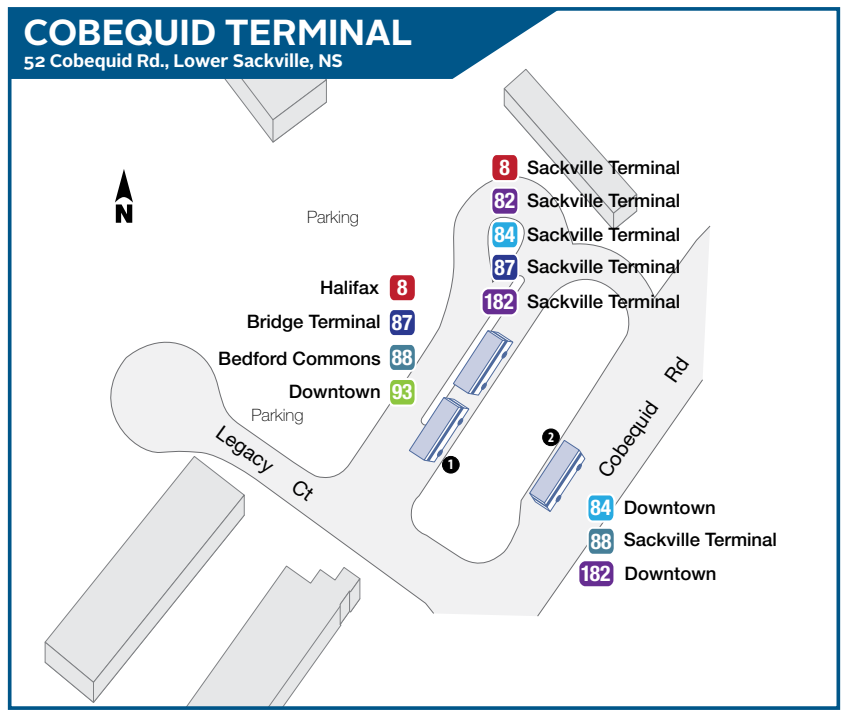 COBEQUID TERMINAL
52 Cobequid Rd., Lower Sackville, NS
N
Parking
8 Sackville Terminal
82 Sackville Terminal
84 Sackville Terminal
87 Sackville Terminal
182 Sackville Terminal
Halifax 8
Bridge Terminal 87
Bedford Commons 88
Downtown 93
Parking
Legacy Ct
1
2
Cobequid Rd
84 Downtown
88 Sackville Terminal
182 Downtown